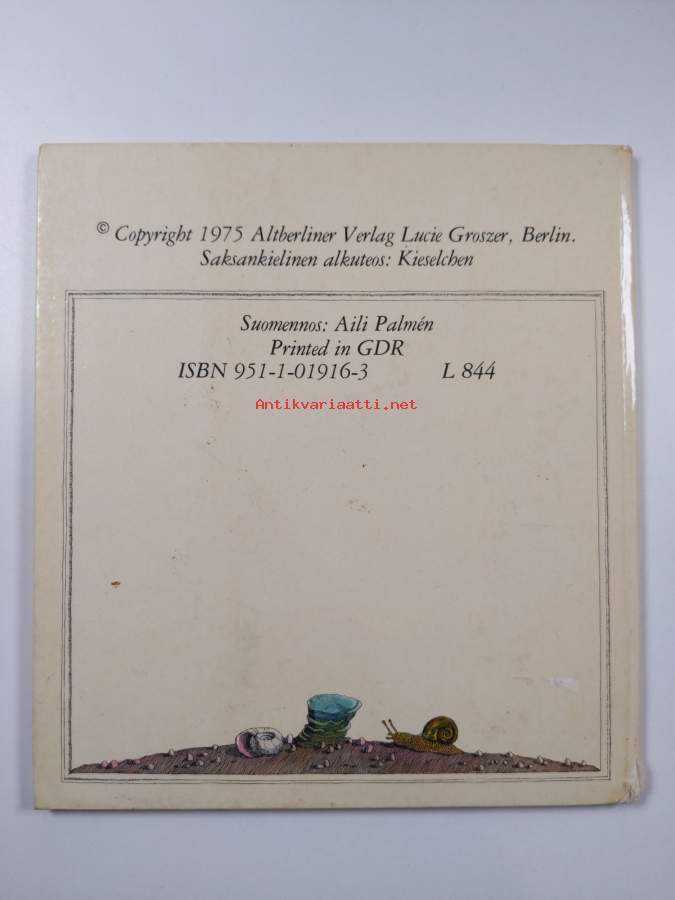 © Copyright 1975 Altberliner Verlag Lucie Groszer, Berlin.
Saksankielinen alkuteos: Kieselchen
Suomennos: Aili Palmén
Printed in GDR
ISBN 951-1-01916-3 L 844
Antikvariaatti.net